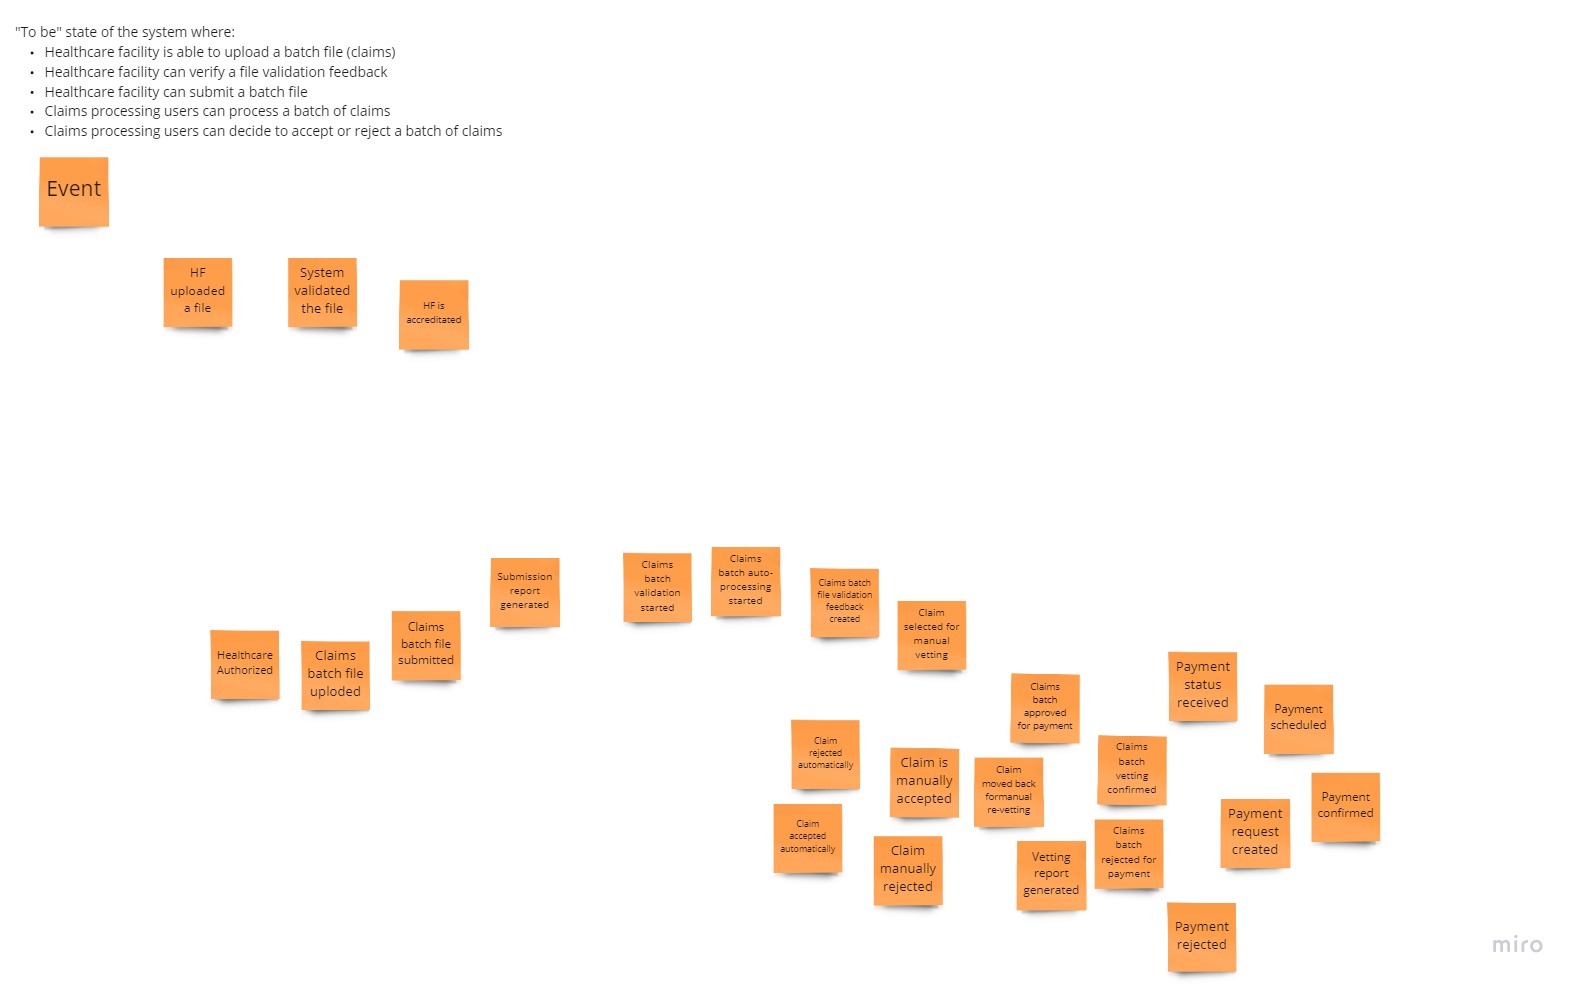 "To be" state of the system where:
• Healthcare facility is able to upload a batch file (claims)
• Healthcare facility can verify a file validation feedback
• Healthcare facility can submit a batch file
• Claims processing users can process a batch of claims
• Claims processing users can decide to accept or reject a batch of claims
Event
HF
uploaded
a file
System
validated
the file
HF is
accreditated
Healthcare
Authorized
Claims
batch file
uploded
Claims
batch file
submitted
Submission
report
generated
Claims
batch
validation
started
Claims
batch auto-
processing
started
Claims batch
file validation
feedback
created
Claim
selected for
manual
vetting
Claim
rejected
automatically
Claim
accepted
automatically
Claim is
manually
accepted
Claim
manually
rejected
Claim
moved back
formanual
re-vetting
Claims
batch
approved
for payment
Vetting
report
generated
Claims
batch
vetting
confirmed
Claims
batch
rejected for
payment
Payment
status
received
Payment
scheduled
Payment
request
created
Payment
confirmed
Payment
rejected
miro